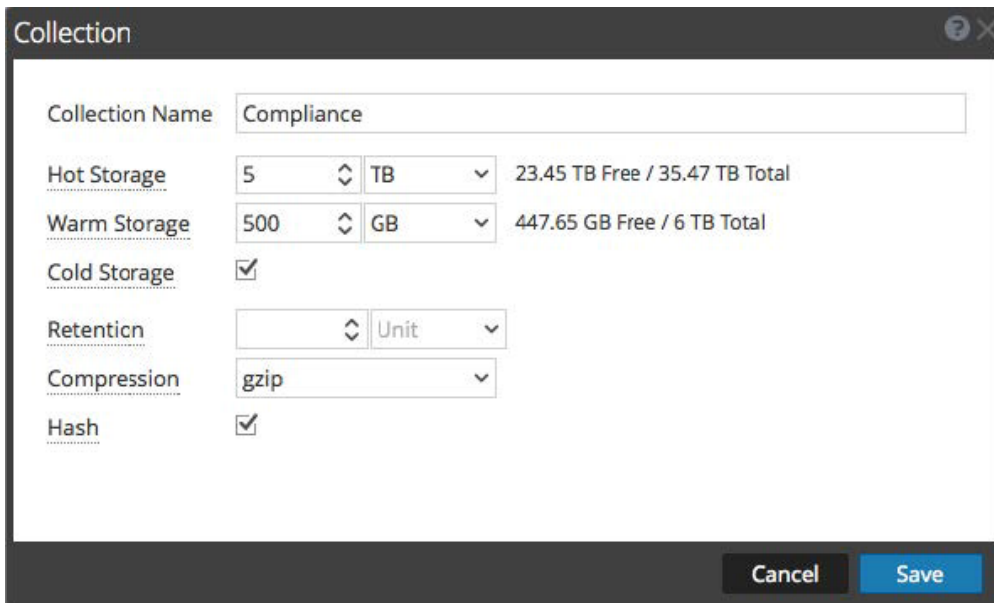 Collection
Collection Name Compliance
Hot Storage 5 TB 23.45 TB Free / 35.47 TB Total
Warm Storage 500 GB 447.65 GB Free / 6 TB Total
Cold Storage
Retention Unit
Compression gzip
Hash
Cancel Save